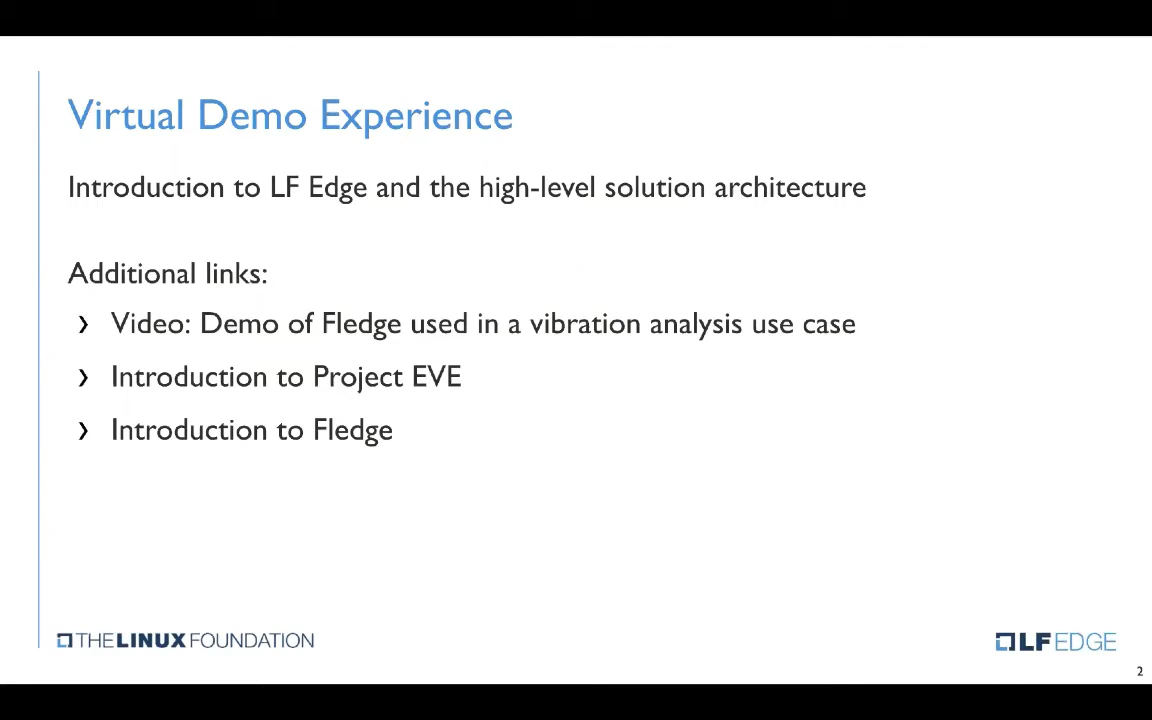 Virtual Demo Experience
Introduction to LF Edge and the high-level solution architecture
Additional links:
› Video: Demo of Fledge used in a vibration analysis use case
› Introduction to Project EVE
› Introduction to Fledge
THE LINUX FOUNDATION
LF EDGE
2